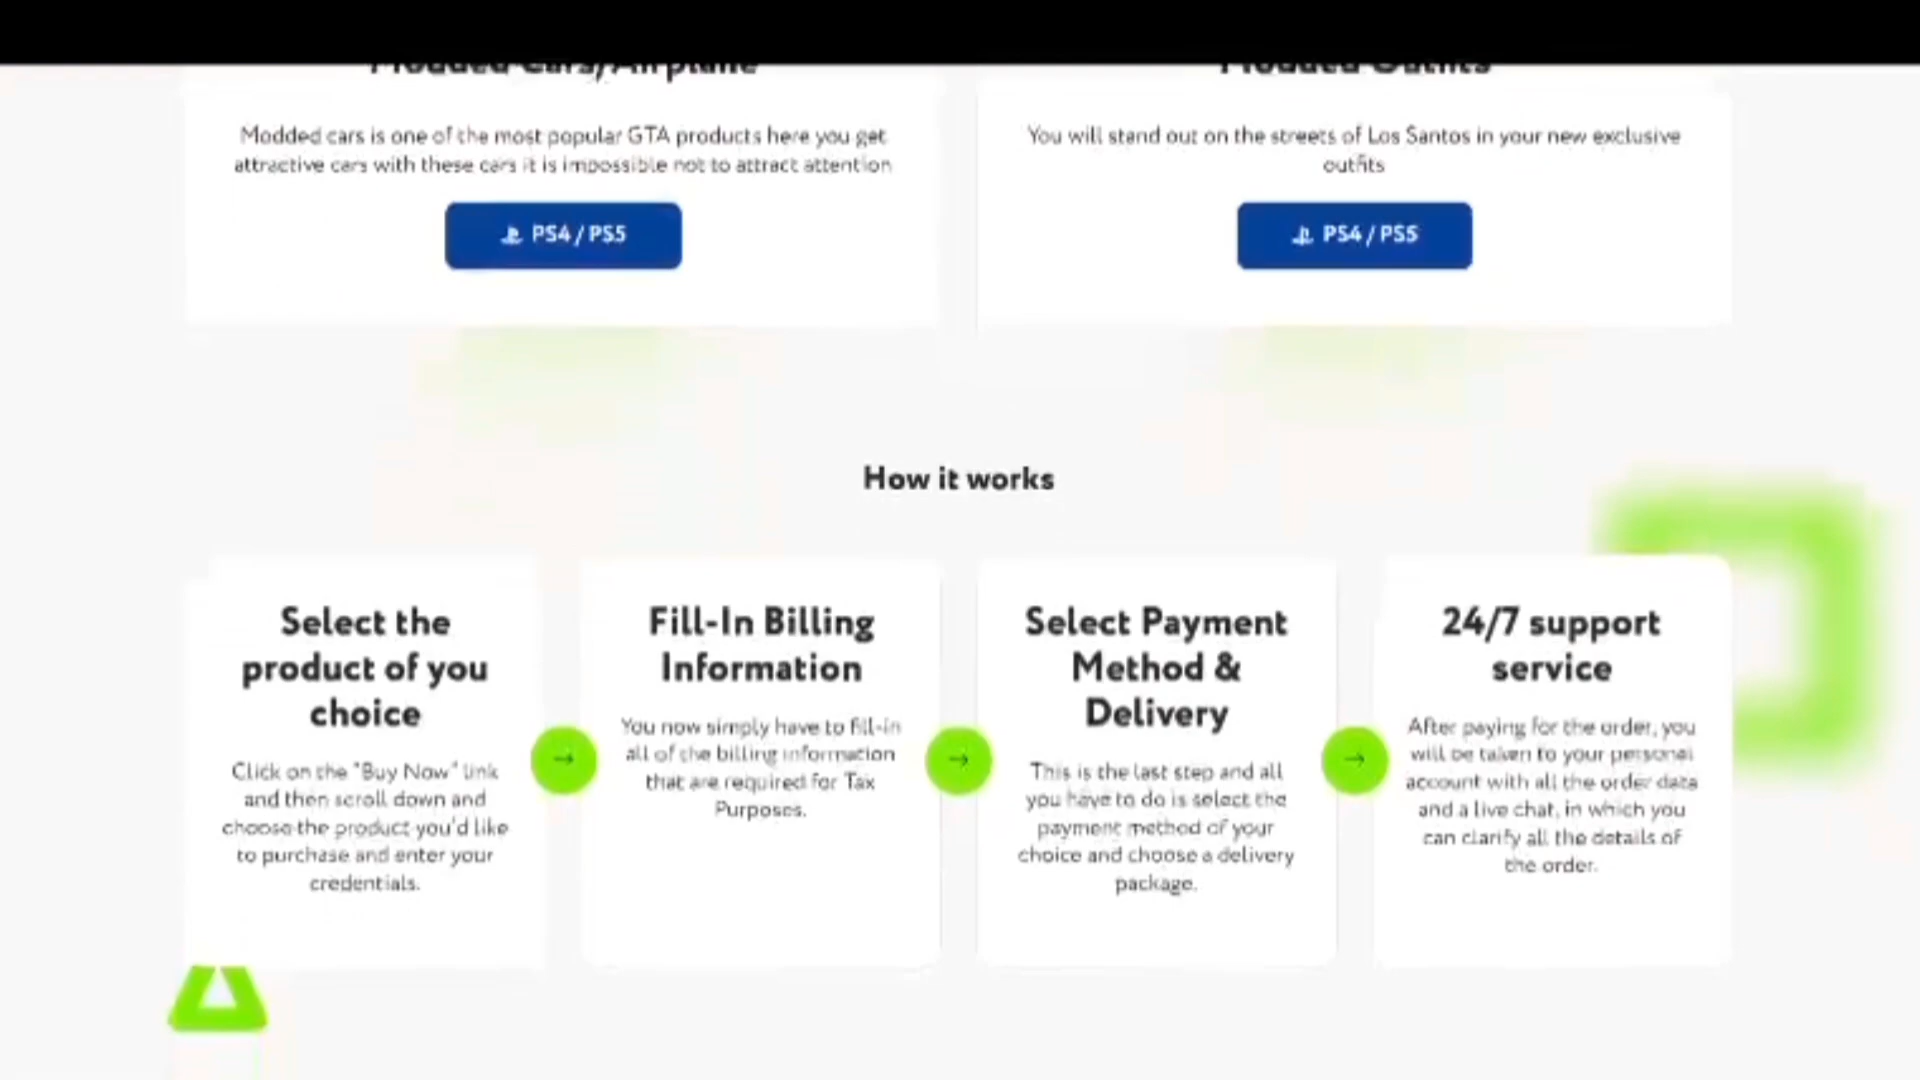 Modded Cars/Airplane
Modded Outfits
Modded cars is one of the most popular GTA products here you get
attractive cars with these cars it is impossible not to attract attention
You will stand out on the streets of Los Santos in your new exclusive
outfits
PS4 / PS5
PS4 / PS5
How it works
Select the
product of you
choice
Click on the "Buy Now" link
and then scroll down and
choose the product you'd like
to purchase and enter your
credentials.
Fill-In Billing
Information
You now simply have to fill-in
all of the billing information
that are required for Tax
Purposes.
Select Payment
Method &
Delivery
This is the last step and all
you have to do is select the
payment method of your
choice and choose a delivery
package.
24/7 support
service
After paying for the order, you
will be taken to your personal
account with all the order data
and a live chat, in which you
can clarify all the details of
the order.